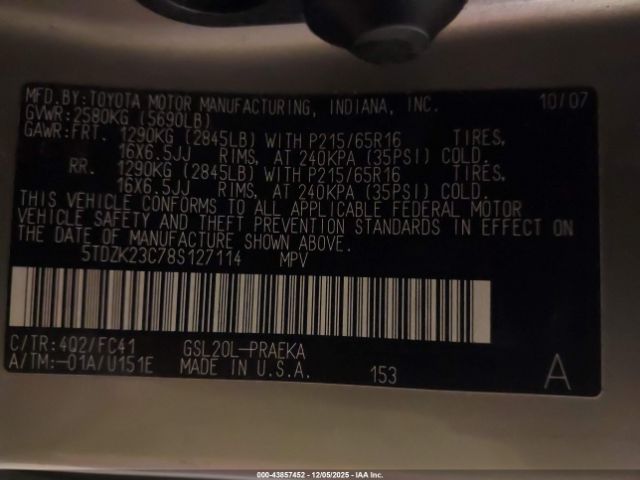 MFD.BY:TOYOTA MOTOR MANUFACTURING, INDIANA, INC. 10/07
GVWR:2580KG (5690LB)
GAWR:FRT. 1290KG (2845LB) WITH P215/65R16 TIRES,
16X6.5JJ RIMS, AT 240KPA (35PSI) COLD.
RR. 1290KG (2845LB) WITH P215/65R16 TIRES,
16X6.5JJ RIMS, AT 240KPA (35PSI) COLD.
THIS VEHICLE CONFORMS TO ALL APPLICABLE FEDERAL MOTOR
VEHICLE SAFETY AND THEFT PREVENTION STANDARDS IN EFFECT ON
THE DATE OF MANUFACTURE SHOWN ABOVE.
5TDZK23C78S127114 MPV
C/TR:4Q2/FC41 GSL20L-PRAEKA
A/TM:-01A/U151E MADE IN U.S.A. 153 A
000-43857452 - 12/05/2025 - IAA Inc.